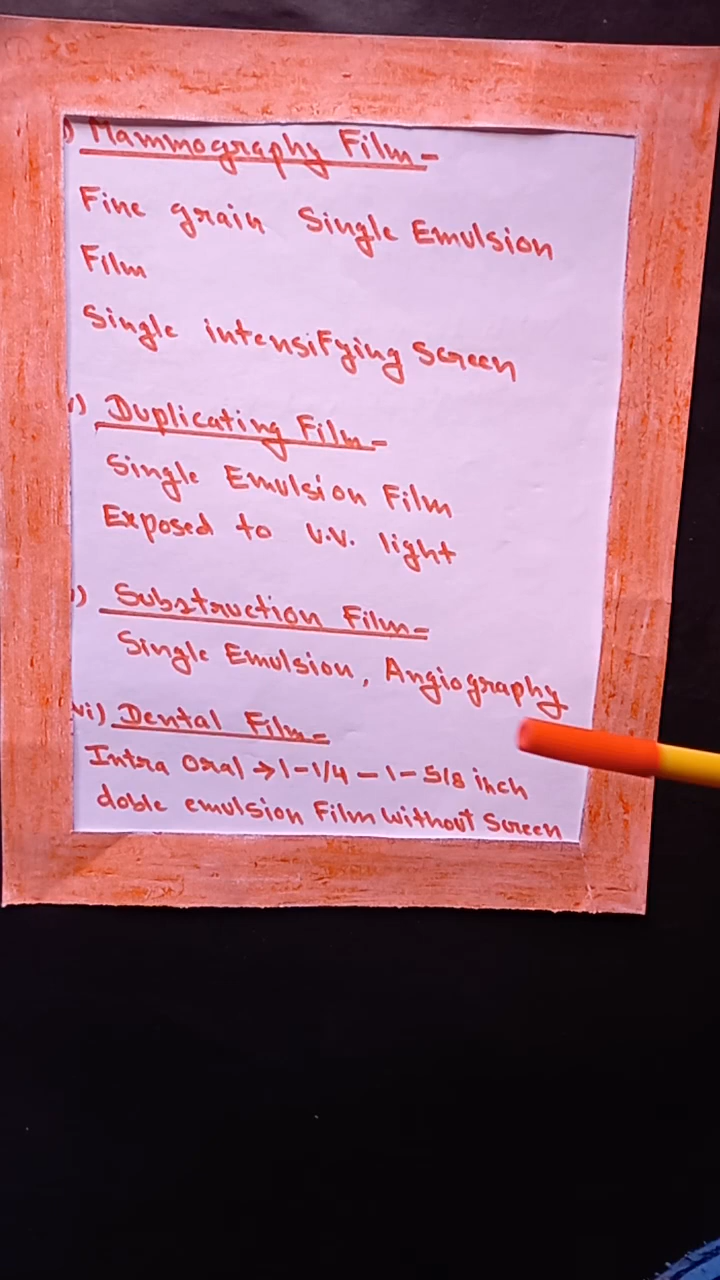 ) Mammography Film-
Fine grain Single Emulsion
Film
Single intensifying Screen
) Duplicating Film-
Single Emulsion Film
Exposed to U.V. light
) Substruction Film-
Single Emulsion, Angiography
vi) Dental Film-
Intra Oral → 1-1/4 - 1-5/8 inch
doble emulsion Film Without Screen